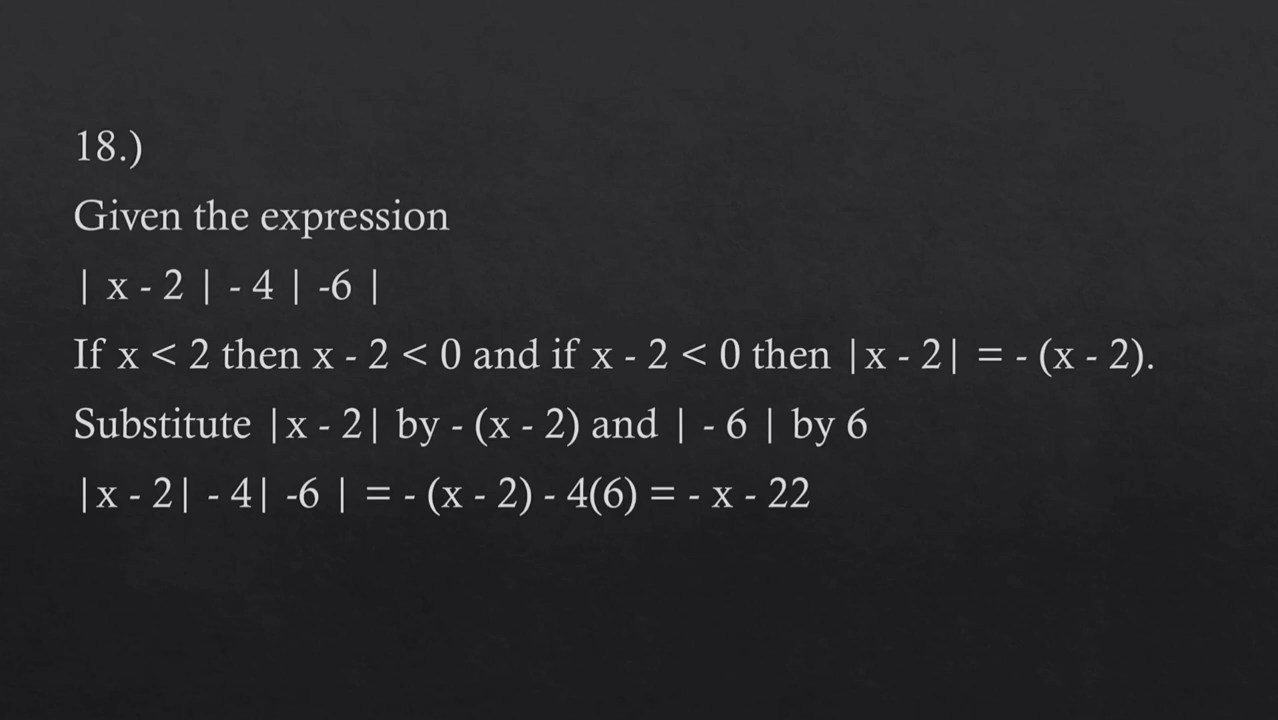 18.)
Given the expression
| x - 2 | - 4 | -6 |
If x < 2 then x - 2 < 0 and if x - 2 < 0 then |x - 2| = - (x - 2).
Substitute |x - 2| by - (x - 2) and | - 6 | by 6
|x - 2| - 4| -6 | = - (x - 2) - 4(6) = - x - 22